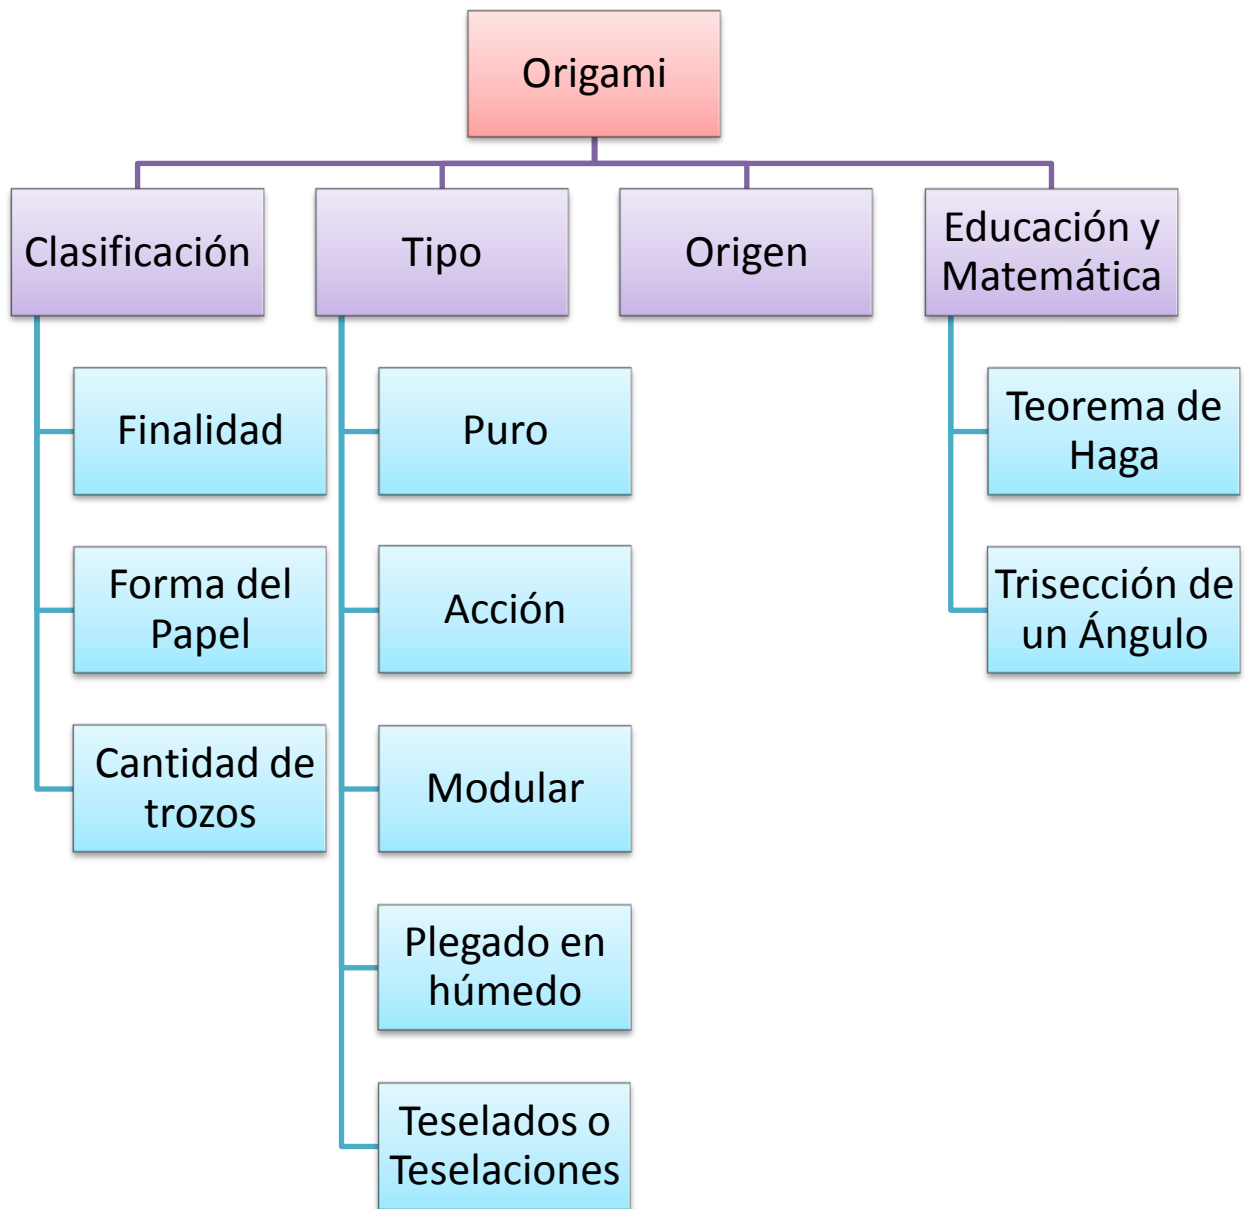 Origami
Clasificación
Tipo
Origen
Educación y
Matemática
Finalidad
Forma del
Papel
Cantidad de
trozos
Puro
Acción
Modular
Plegado en
húmedo
Teselados o
Teselaciones
Teorema de
Haga
Trisección de
un Ángulo